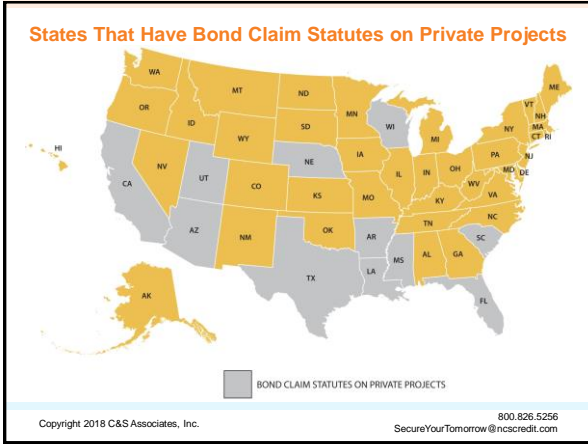 States That Have Bond Claim Statutes on Private Projects
WA
MT
ND
MN
ME
VT
NH
OR
ID
SD
WI
MI
NY
MA
CT RI
WY
HI
IA
PA
NJ
NE
NV
UT
IL
IN
OH
MD
DE
CA
CO
WV
VA
KS
MO
KY
NC
TN
AZ
NM
OK
AR
SC
MS
AL
GA
TX
LA
FL
AK
BOND CLAIM STATUTES ON PRIVATE PROJECTS
Copyright 2018 C&S Associates, Inc.
800.826.5256
SecureYourTomorrow@ncscredit.com